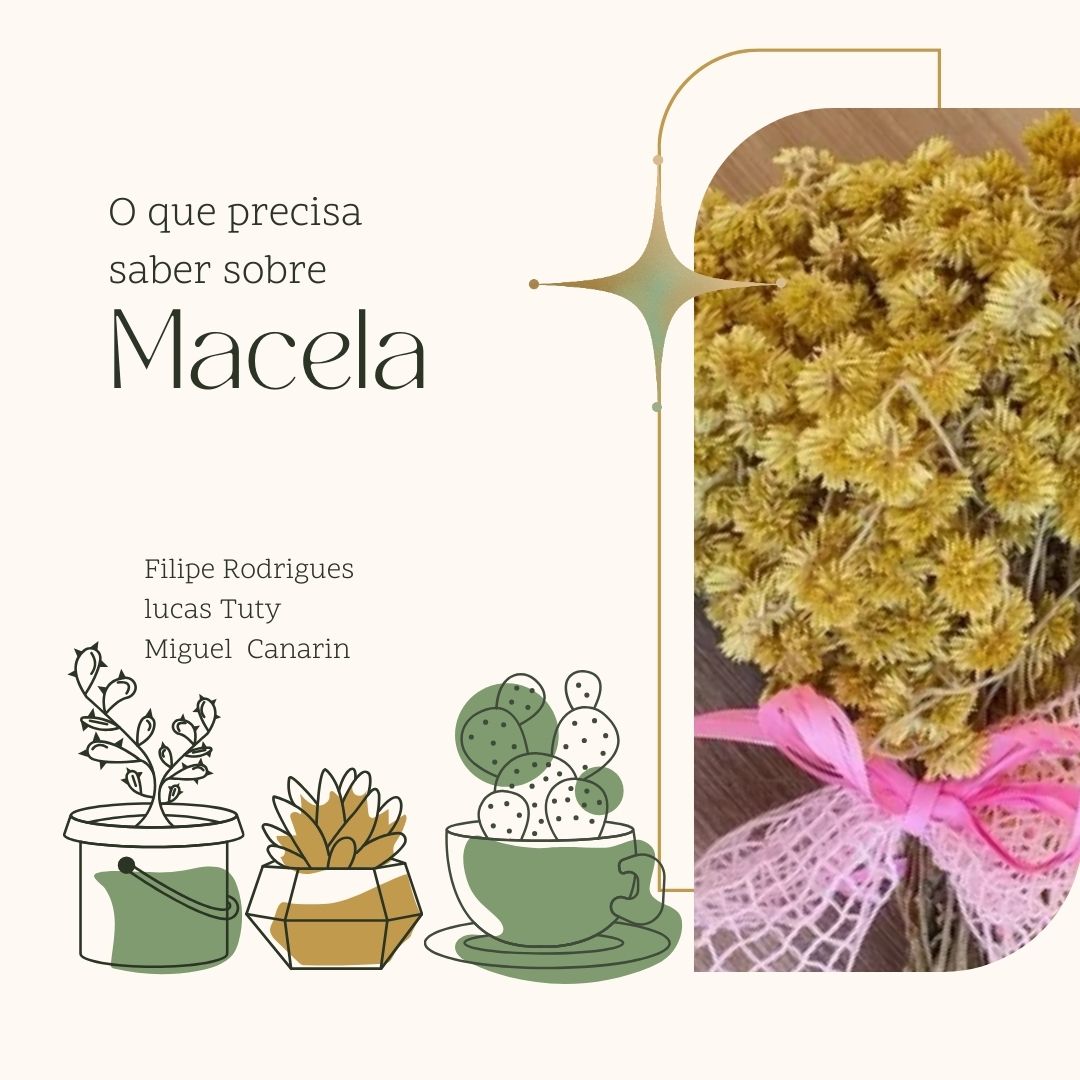 O que precisa
saber sobre
Macela
Filipe Rodrigues
lucas Tuty
Miguel  Canarin